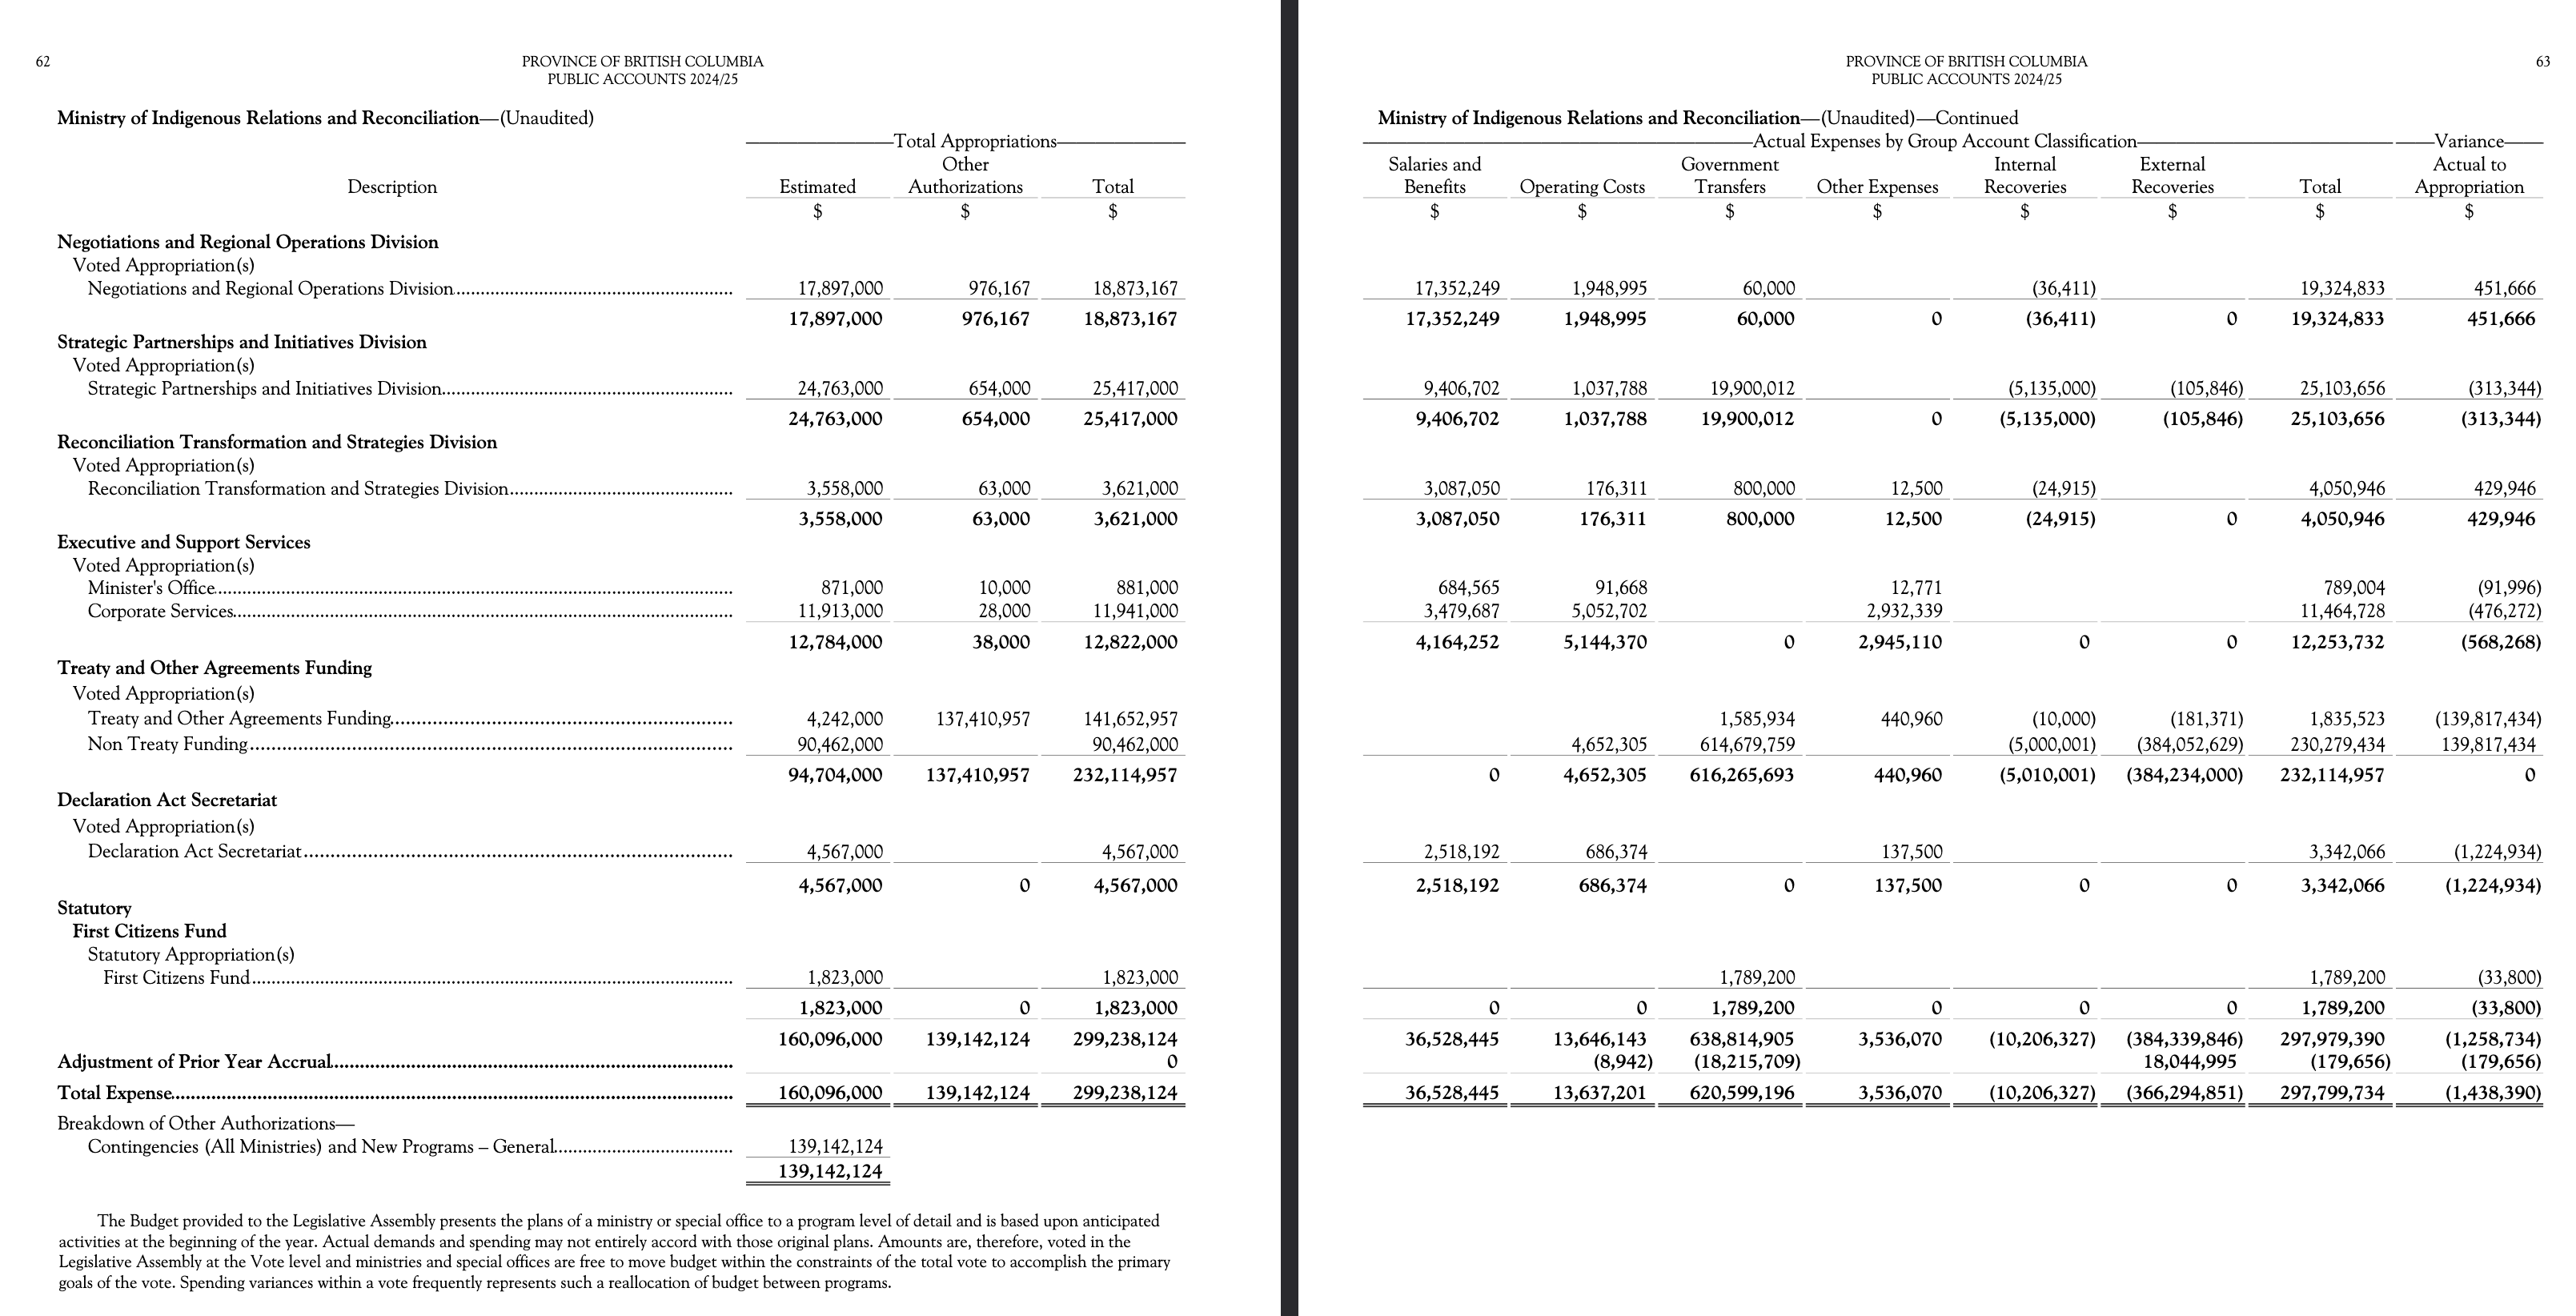 62
PROVINCE OF BRITISH COLUMBIA
PUBLIC ACCOUNTS 2024/25
Ministry of Indigenous Relations and Reconciliation—(Unaudited)
Total Appropriations
Other
Description Estimated Authorizations Total
$ $ $
Negotiations and Regional Operations Division
Voted Appropriation(s)
Negotiations and Regional Operations Division 17,897,000 976,167 18,873,167
17,897,000 976,167 18,873,167
Strategic Partnerships and Initiatives Division
Voted Appropriation(s)
Strategic Partnerships and Initiatives Division 24,763,000 654,000 25,417,000
24,763,000 654,000 25,417,000
Reconciliation Transformation and Strategies Division
Voted Appropriation(s)
Reconciliation Transformation and Strategies Division 3,558,000 63,000 3,621,000
3,558,000 63,000 3,621,000
Executive and Support Services
Voted Appropriation(s)
Minister's Office 871,000 10,000 881,000
Corporate Services 11,913,000 28,000 11,941,000
12,784,000 38,000 12,822,000
Treaty and Other Agreements Funding
Voted Appropriation(s)
Treaty and Other Agreements Funding 4,242,000 137,410,957 141,652,957
Non Treaty Funding 90,462,000 90,462,000
94,704,000 137,410,957 232,114,957
Declaration Act Secretariat
Voted Appropriation(s)
Declaration Act Secretariat 4,567,000 4,567,000
4,567,000 0 4,567,000
Statutory
First Citizens Fund
Statutory Appropriation(s)
First Citizens Fund 1,823,000 1,823,000
1,823,000 0 1,823,000
160,096,000 139,142,124 299,238,124
Adjustment of Prior Year Accrual 0
Total Expense 160,096,000 139,142,124 299,238,124
Breakdown of Other Authorizations—
Contingencies (All Ministries) and New Programs – General 139,142,124
139,142,124
The Budget provided to the Legislative Assembly presents the plans of a ministry or special office to a program level of detail and is based upon anticipated
activities at the beginning of the year. Actual demands and spending may not entirely accord with those original plans. Amounts are, therefore, voted in the
Legislative Assembly at the Vote level and ministries and special offices are free to move budget within the constraints of the total vote to accomplish the primary
goals of the vote. Spending variances within a vote frequently represents such a reallocation of budget between programs.
PROVINCE OF BRITISH COLUMBIA
PUBLIC ACCOUNTS 2024/25
63
Ministry of Indigenous Relations and Reconciliation—(Unaudited)—Continued
Actual Expenses by Group Account Classification Variance
Salaries and Government Internal External Actual to
Benefits Operating Costs Transfers Other Expenses Recoveries Recoveries Total Appropriation
$ $ $ $ $ $ $ $
17,352,249 1,948,995 60,000 (36,411) 19,324,833 451,666
17,352,249 1,948,995 60,000 0 (36,411) 0 19,324,833 451,666
9,406,702 1,037,788 19,900,012 (5,135,000) (105,846) 25,103,656 (313,344)
9,406,702 1,037,788 19,900,012 0 (5,135,000) (105,846) 25,103,656 (313,344)
3,087,050 176,311 800,000 12,500 (24,915) 4,050,946 429,946
3,087,050 176,311 800,000 12,500 (24,915) 0 4,050,946 429,946
684,565 91,668 12,771 789,004 (91,996)
3,479,687 5,052,702 2,932,339 11,464,728 (476,272)
4,164,252 5,144,370 0 2,945,110 0 0 12,253,732 (568,268)
1,585,934 440,960 (10,000) (181,371) 1,835,523 (139,817,434)
4,652,305 614,679,759 (5,000,001) (384,052,629) 230,279,434 139,817,434
0 4,652,305 616,265,693 440,960 (5,010,001) (384,234,000) 232,114,957 0
2,518,192 686,374 137,500 3,342,066 (1,224,934)
2,518,192 686,374 0 137,500 0 0 3,342,066 (1,224,934)
1,789,200 1,789,200 (33,800)
0 0 1,789,200 0 0 0 1,789,200 (33,800)
36,528,445 13,646,143 638,814,905 3,536,070 (10,206,327) (384,339,846) 297,979,390 (1,258,734)
(8,942) (18,215,709) 18,044,995 (179,656) (179,656)
36,528,445 13,637,201 620,599,196 3,536,070 (10,206,327) (366,294,851) 297,799,734 (1,438,390)